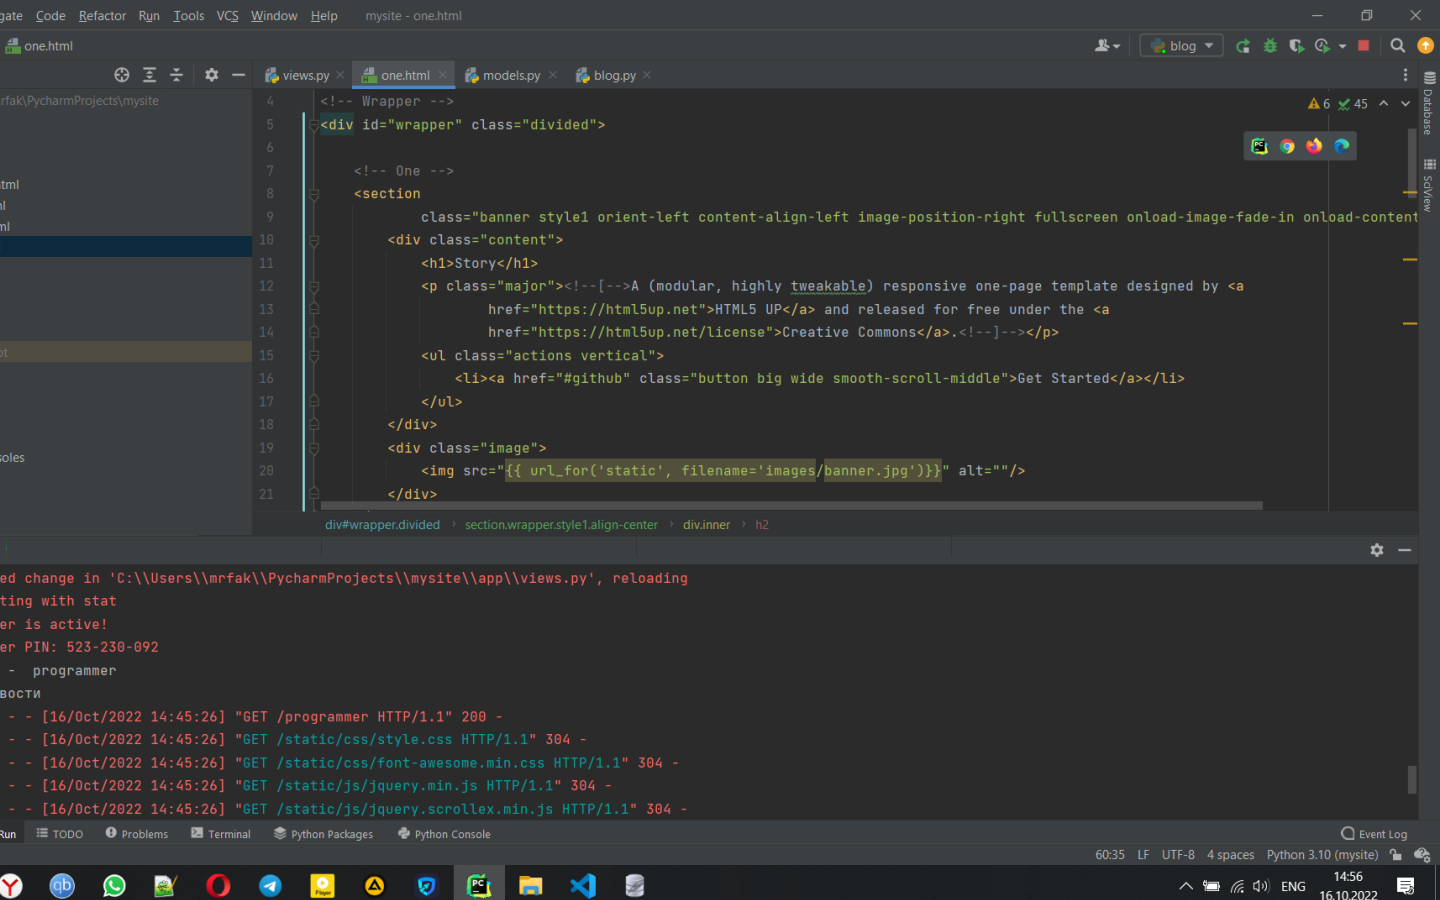 gate Code Refactor Run Tools VCS Window Help mysite - one.html
one.html
blog
views.py one.html models.py blog.py
rfak\PycharmProjects\mysite
tml
nl
ml
ot
soles
6 45
Database
SciView
4 <!-- Wrapper -->
5 <div id="wrapper" class="divided">
6
7 <!-- One -->
8 <section
9 class="banner style1 orient-left content-align-left image-position-right fullscreen onload-image-fade-in onload-content
10 <div class="content">
11 <h1>Story</h1>
12 <p class="major"><!--[-->A (modular, highly tweakable) responsive one-page template designed by <a
13 href="https://html5up.net">HTML5 UP</a> and released for free under the <a
14 href="https://html5up.net/license">Creative Commons</a>.<!--]--></p>
15 <ul class="actions vertical">
16 <li><a href="#github" class="button big wide smooth-scroll-middle">Get Started</a></li>
17 </ul>
18 </div>
19 <div class="image">
20 <img src="{{ url_for('static', filename='images/banner.jpg')}}" alt=""/>
21 </div>
div#wrapper.divided › section.wrapper.style1.align-center › div.inner › h2
ed change in 'C:\\Users\\mrfak\\PycharmProjects\\mysite\\app\\views.py', reloading
ting with stat
er is active!
er PIN: 523-230-092
- programmer
вости
- - [16/Oct/2022 14:45:26] "GET /programmer HTTP/1.1" 200 -
- - [16/Oct/2022 14:45:26] "GET /static/css/style.css HTTP/1.1" 304 -
- - [16/Oct/2022 14:45:26] "GET /static/css/font-awesome.min.css HTTP/1.1" 304 -
- - [16/Oct/2022 14:45:26] "GET /static/js/jquery.min.js HTTP/1.1" 304 -
- - [16/Oct/2022 14:45:26] "GET /static/js/jquery.scrollex.min.js HTTP/1.1" 304 -
Run TODO Problems Terminal Python Packages Python Console Event Log
60:35 LF UTF-8 4 spaces Python 3.10 (mysite)
ENG 14:56
16.10.2022